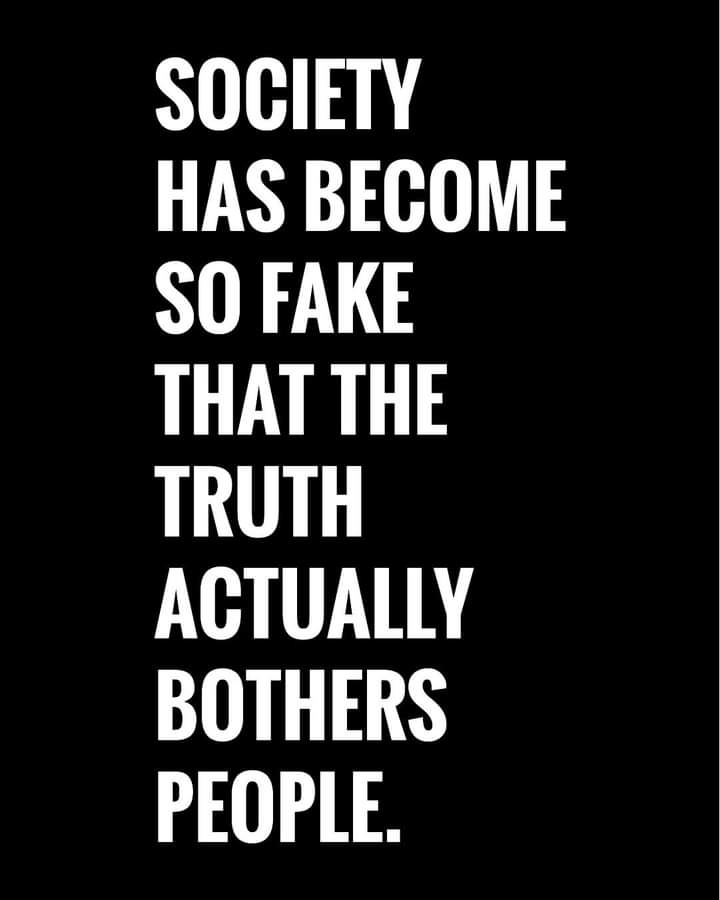 SOCIETY
HAS BECOME
SO FAKE
THAT THE
TRUTH
ACTUALLY
BOTHERS
PEOPLE.